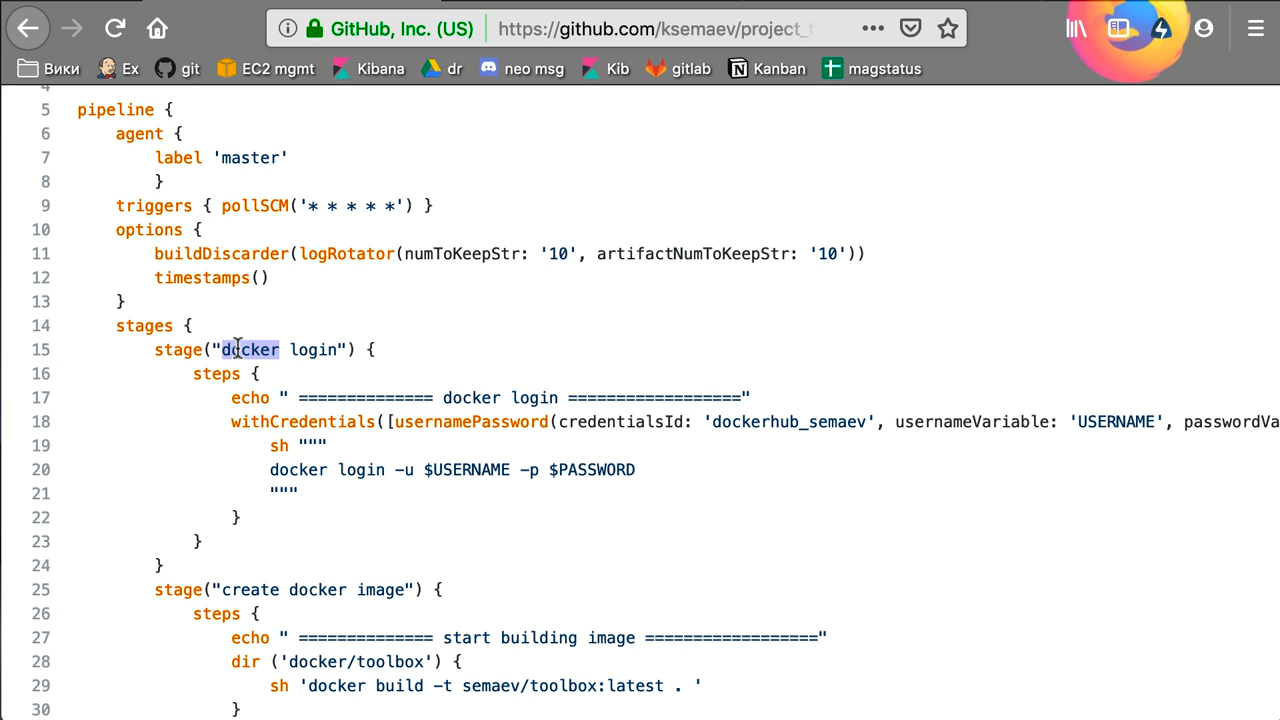 GitHub, Inc. (US) https://github.com/ksemaev/project_t
Вики Ex git EC2 mgmt Kibana dr neo msg Kib gitlab Kanban magstatus
4
5 pipeline {
6 agent {
7 label 'master'
8 }
9 triggers { pollSCM('* * * * *') }
10 options {
11 buildDiscarder(logRotator(numToKeepStr: '10', artifactNumToKeepStr: '10'))
12 timestamps()
13 }
14 stages {
15 stage("docker login") {
16 steps {
17 echo " ============== docker login =================="
18 withCredentials([usernamePassword(credentialsId: 'dockerhub_semaev', usernameVariable: 'USERNAME', passwordVa
19 sh """
20 docker login -u $USERNAME -p $PASSWORD
21 """
22 }
23 }
24 }
25 stage("create docker image") {
26 steps {
27 echo " ============== start building image =================="
28 dir ('docker/toolbox') {
29 sh 'docker build -t semaev/toolbox:latest . '
30 }